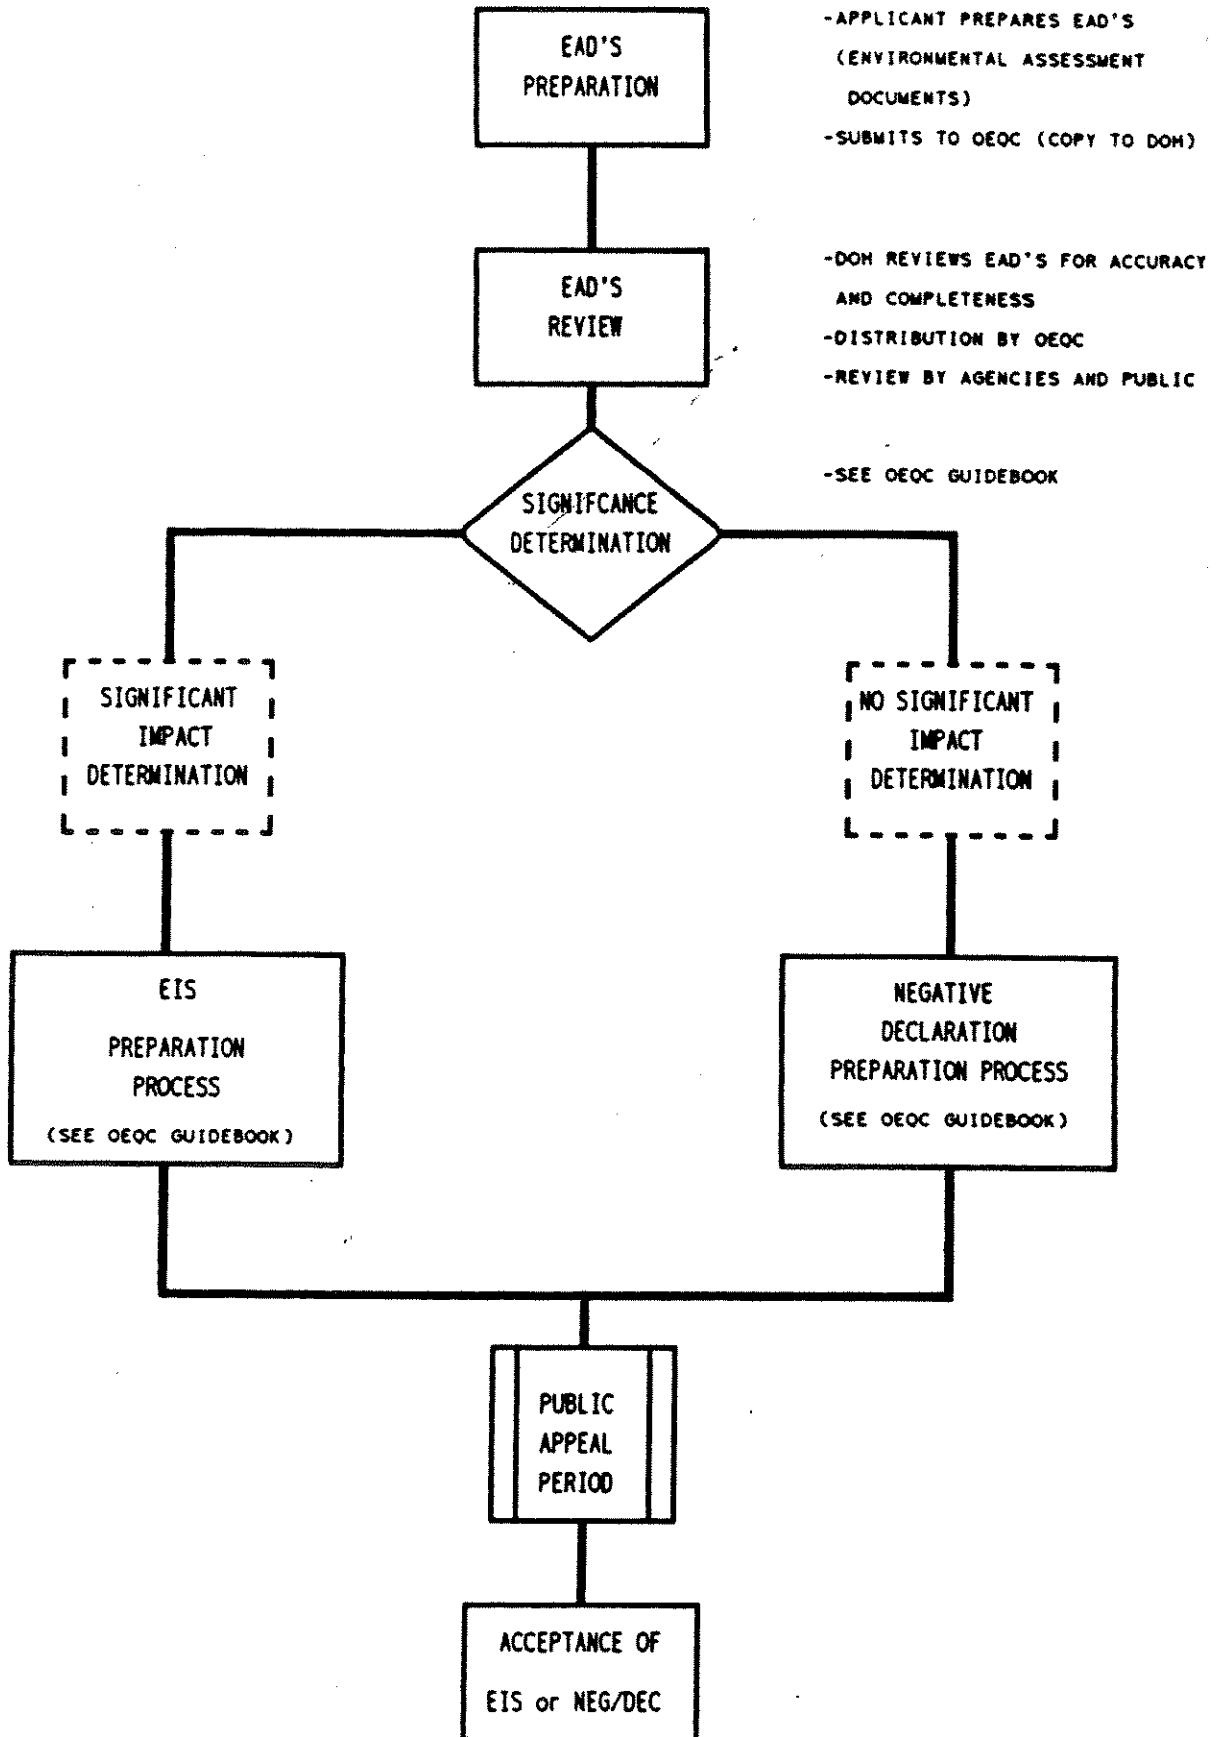 EAD'S
PREPARATION
-APPLICANT PREPARES EAD'S
(ENVIRONMENTAL ASSESSMENT
DOCUMENTS)
-SUBMITS TO OEQC (COPY TO DOH)
EAD'S
REVIEW
-DOH REVIEWS EAD'S FOR ACCURACY
AND COMPLETENESS
-DISTRIBUTION BY OEQC
-REVIEW BY AGENCIES AND PUBLIC
SIGNIFCANCE
DETERMINATION
-SEE OEQC GUIDEBOOK
SIGNIFICANT
IMPACT
DETERMINATION
NO SIGNIFICANT
IMPACT
DETERMINATION
EIS
PREPARATION
PROCESS
(SEE OEQC GUIDEBOOK)
NEGATIVE
DECLARATION
PREPARATION PROCESS
(SEE OEQC GUIDEBOOK)
PUBLIC
APPEAL
PERIOD
ACCEPTANCE OF
EIS or NEG/DEC